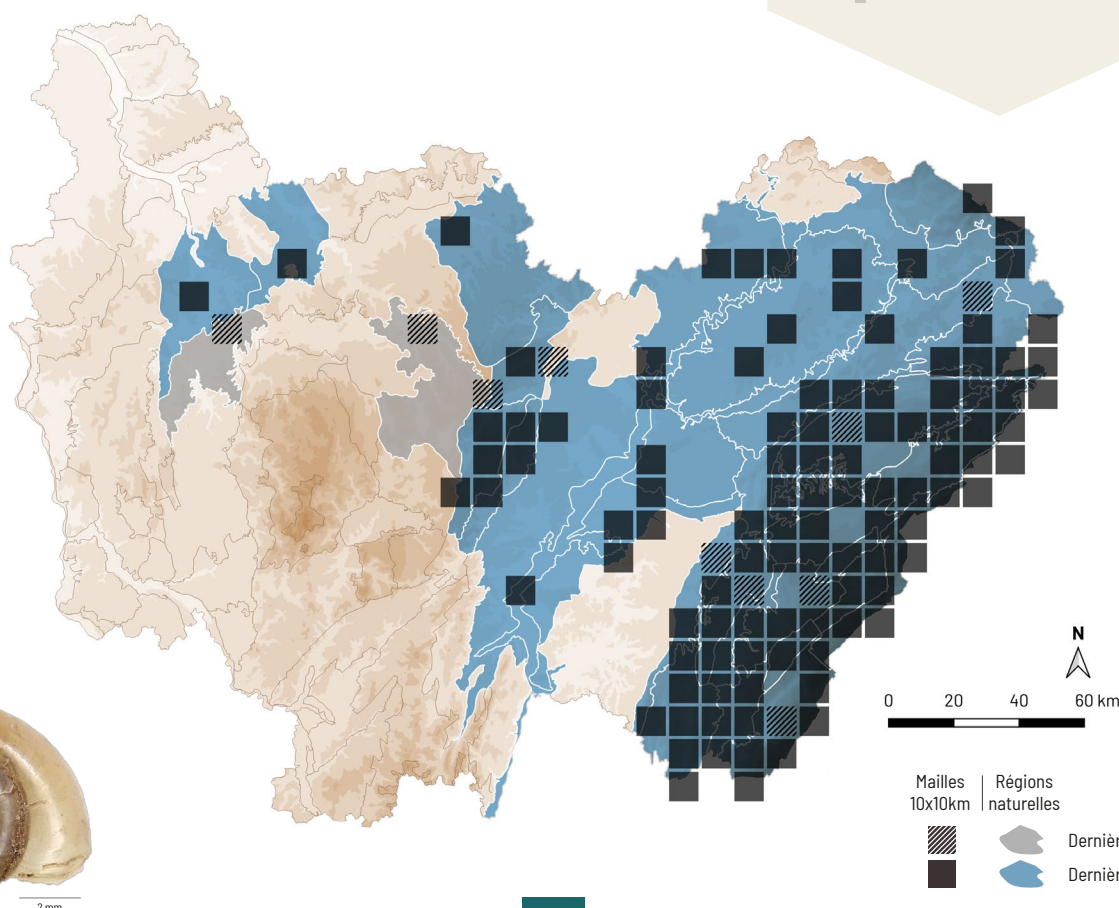 N
0 20 40 60 km
Mailles
10x10km
Régions
naturelles
Dernièr
Dernièr
2 mm